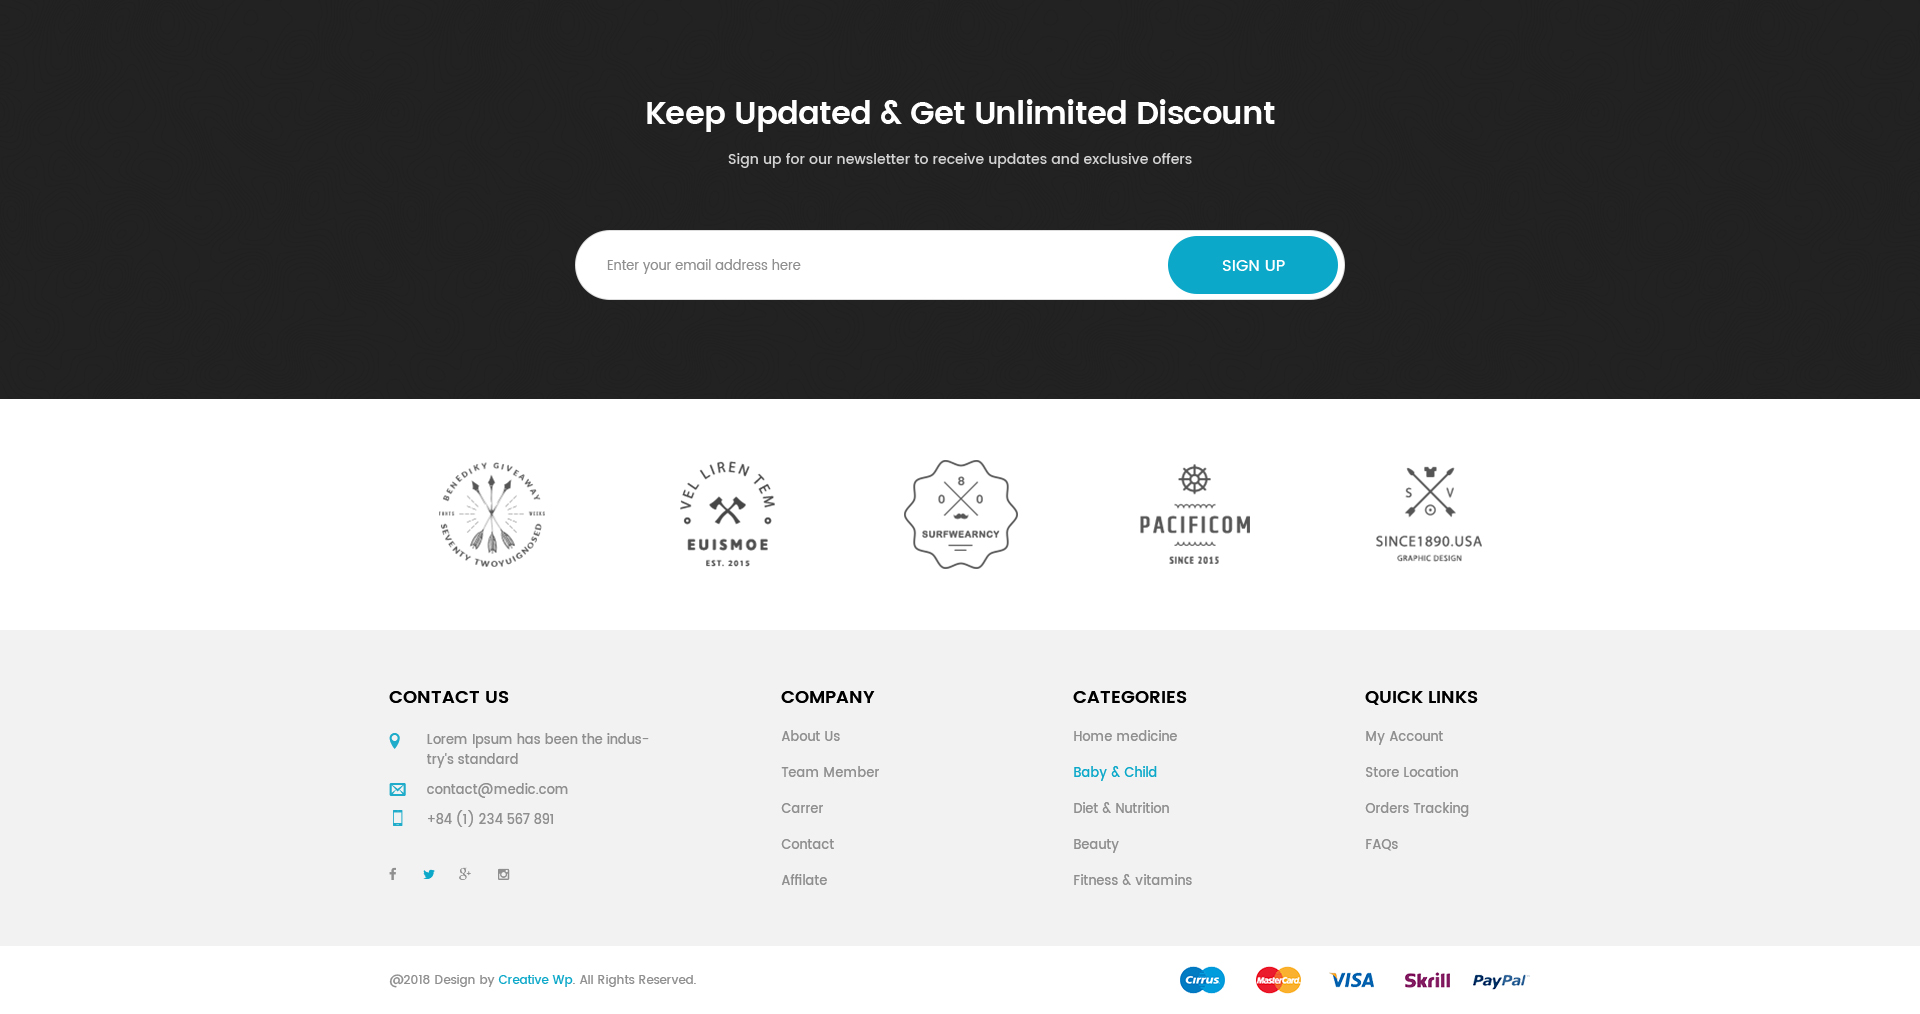 Keep Updated & Get Unlimited Discount
Sign up for our newsletter to receive updates and exclusive offers
Enter your email address here
SIGN UP
BENEDIKY GIVEAWAY
SEVENTY TWOYUIGNOSED
VEL LIREN TEM
EUISMOE
EST. 2015
8
0 0
SURFWEARNCY
PACIFICOM
SINCE 2015
S V
SINCE1890.USA
GRAPHIC DESIGN
CONTACT US
Lorem Ipsum has been the indus-
try's standard
contact@medic.com
+84 (1) 234 567 891
COMPANY
About Us
Team Member
Carrer
Contact
Affilate
CATEGORIES
Home medicine
Baby & Child
Diet & Nutrition
Beauty
Fitness & vitamins
QUICK LINKS
My Account
Store Location
Orders Tracking
FAQs
@2018 Design by Creative Wp. All Rights Reserved.
Cirrus
MasterCard
VISA
Skrill
PayPal